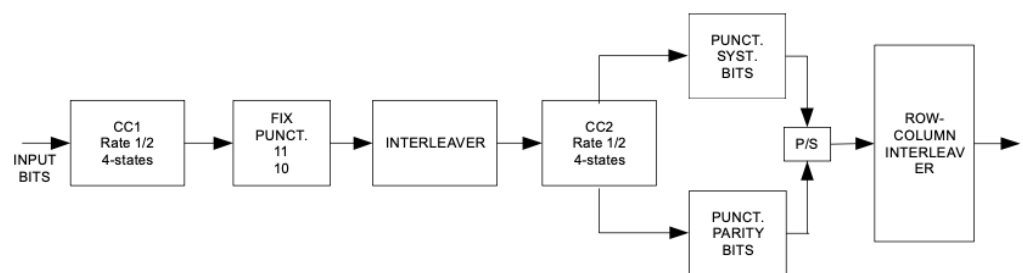 INPUT
BITS
CC1
Rate 1/2
4-states
FIX
PUNCT.
11
10
INTERLEAVER
CC2
Rate 1/2
4-states
PUNCT.
SYST.
BITS
PUNCT.
PARITY
BITS
P/S
ROW-
COLUMN
INTERLEAV
ER